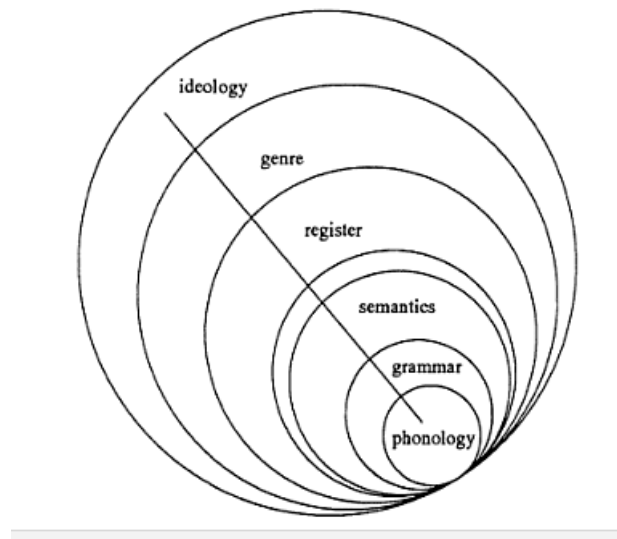 ideology
genre
register
semantics
grammar
phonology